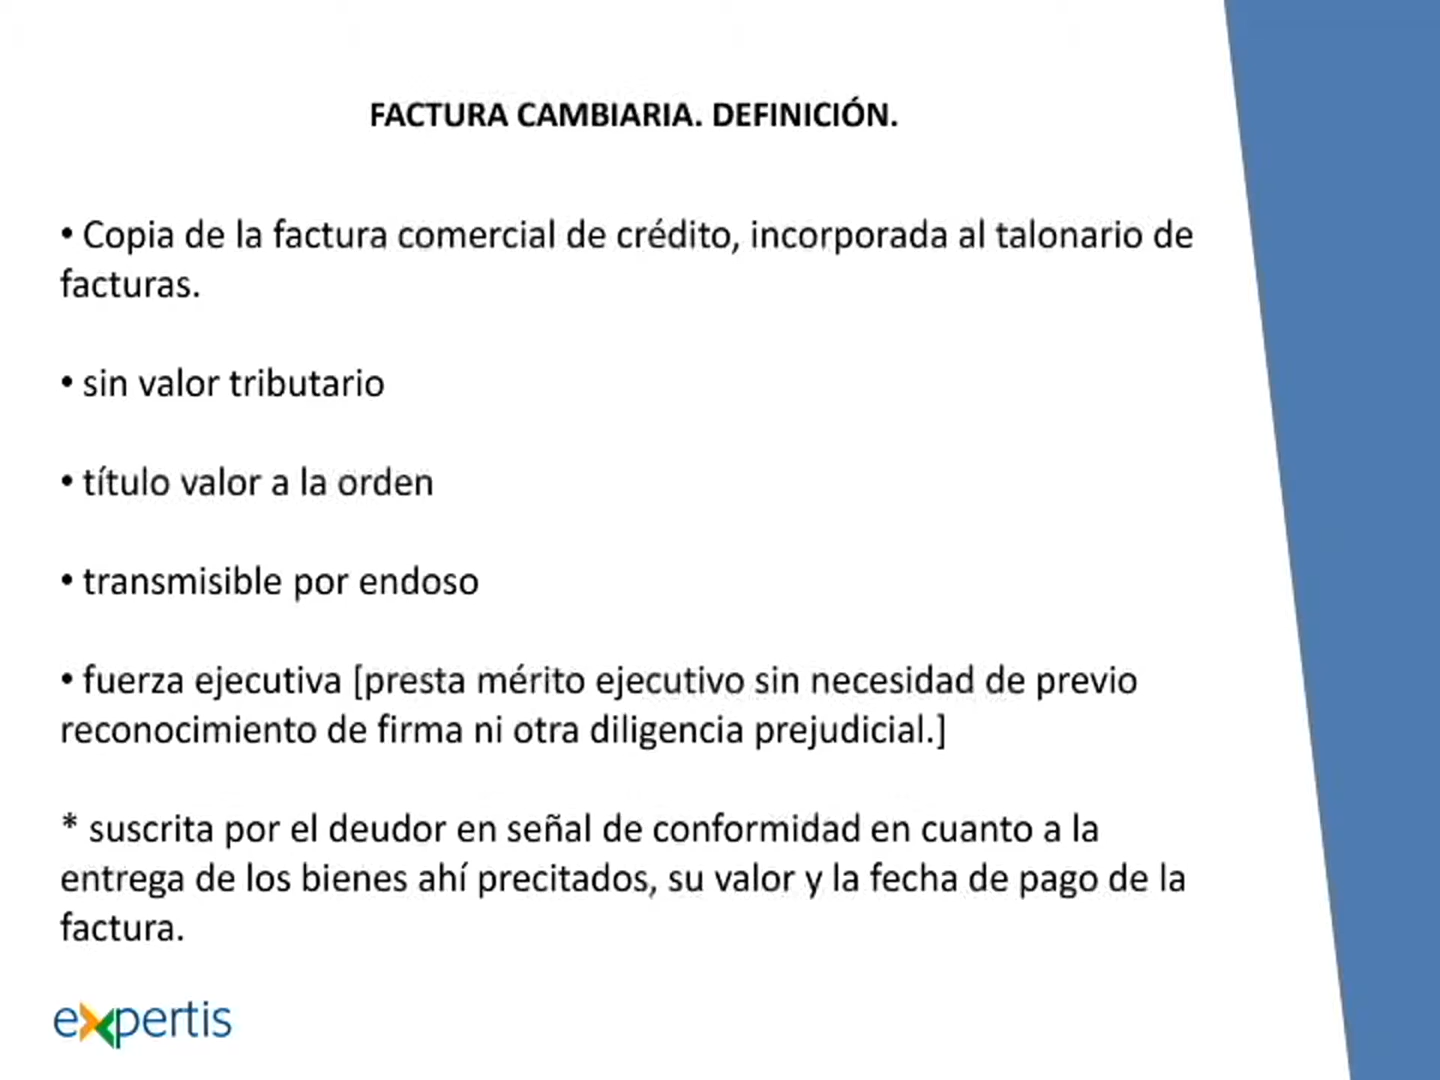 FACTURA CAMBIARIA. DEFINICIÓN.
• Copia de la factura comercial de crédito, incorporada al talonario de
facturas.
• sin valor tributario
• título valor a la orden
• transmisible por endoso
• fuerza ejecutiva [presta mérito ejecutivo sin necesidad de previo
reconocimiento de firma ni otra diligencia prejudicial.]
* suscrita por el deudor en señal de conformidad en cuanto a la
entrega de los bienes ahí precitados, su valor y la fecha de pago de la
factura.
expertis